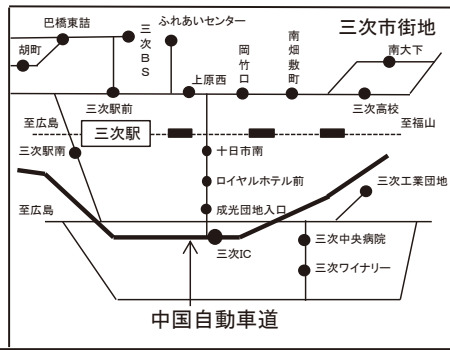 巴橋東詰
胡町
三次BS
ふれあいセンター
上原西
岡竹口
南畑敷町
三次市街地
南大下
三次駅前
三次高校
至広島
三次駅
至福山
三次駅南
十日市南
ロイヤルホテル前
三次工業団地
至広島
成光団地入口
三次IC
三次中央病院
三次ワイナリー
中国自動車道